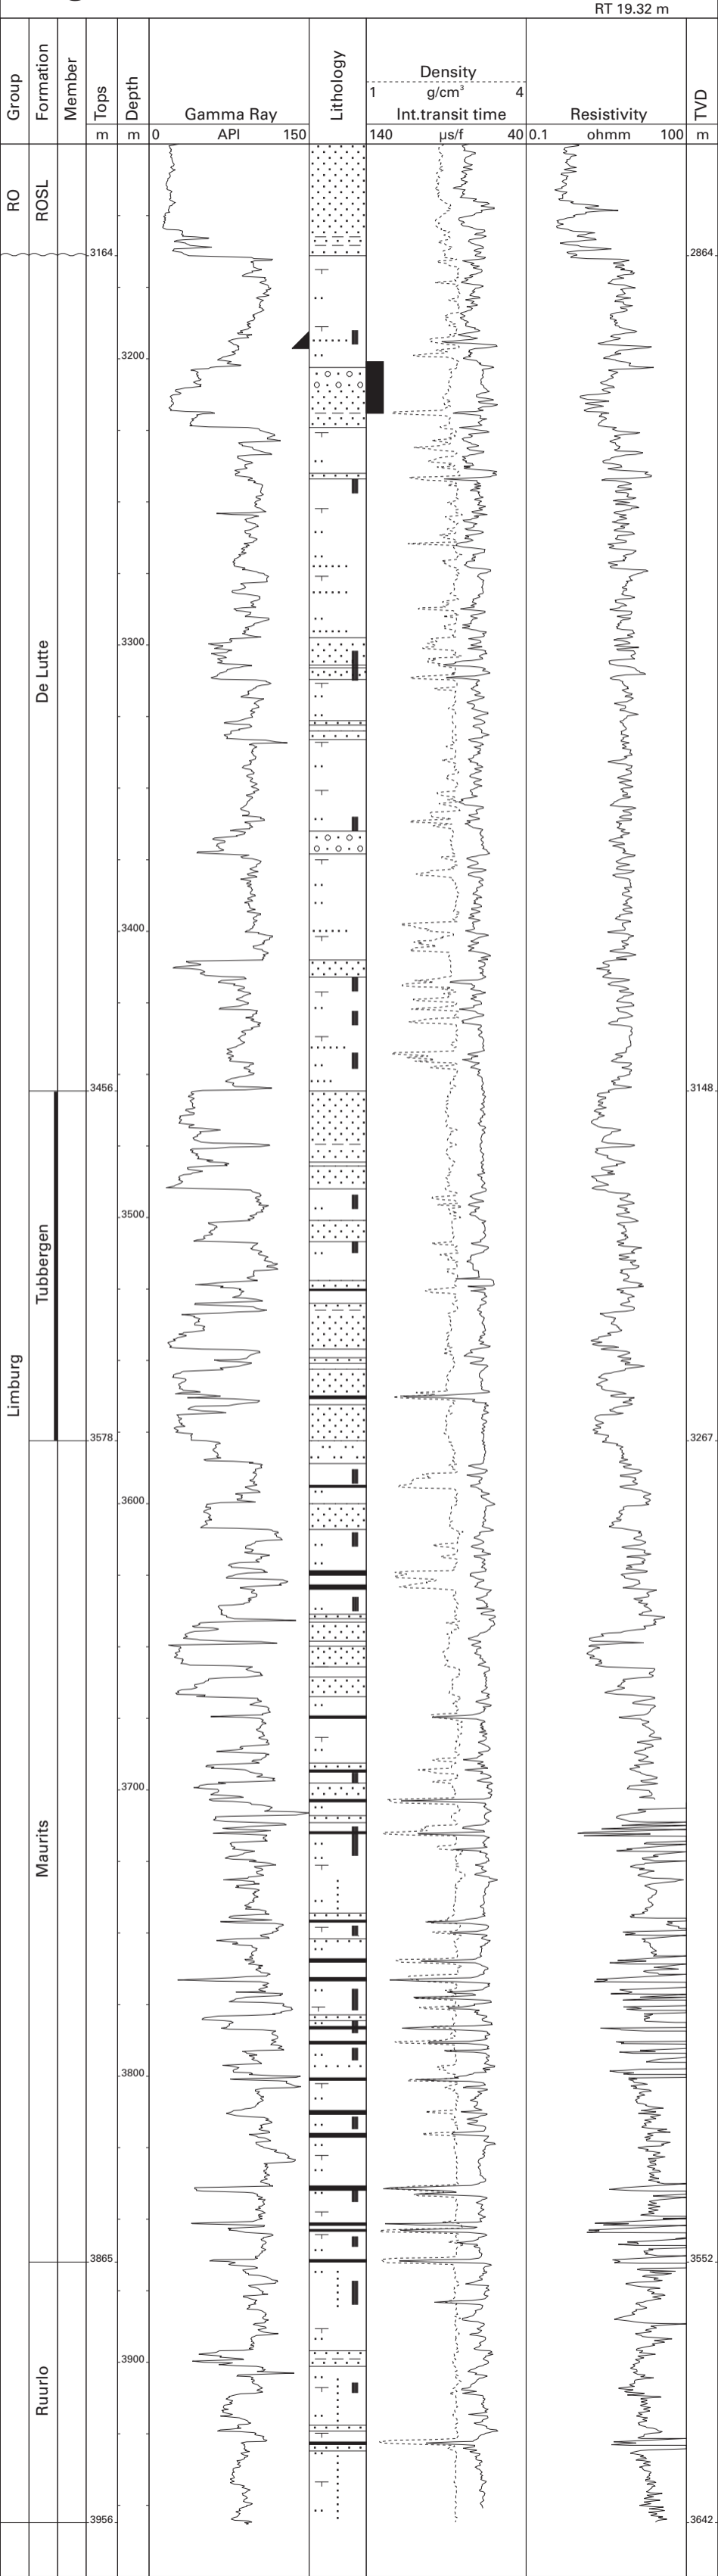 RT 19.32 m
Group
Formation
Member
Tops
Depth
Gamma Ray
Lithology
Density
1 g/cm³ 4
Int.transit time
Resistivity
TVD
m
m
0 API 150
140 µs/f 40
0.1 ohmm 100
m
RO
ROSL
3164
2864
3200
3300
De Lutte
3400
3456
3148
3500
Tubbergen
Limburg
3578
3267
3600
3700
Maurits
3800
3865
3552
3900
Ruurlo
3956
3642